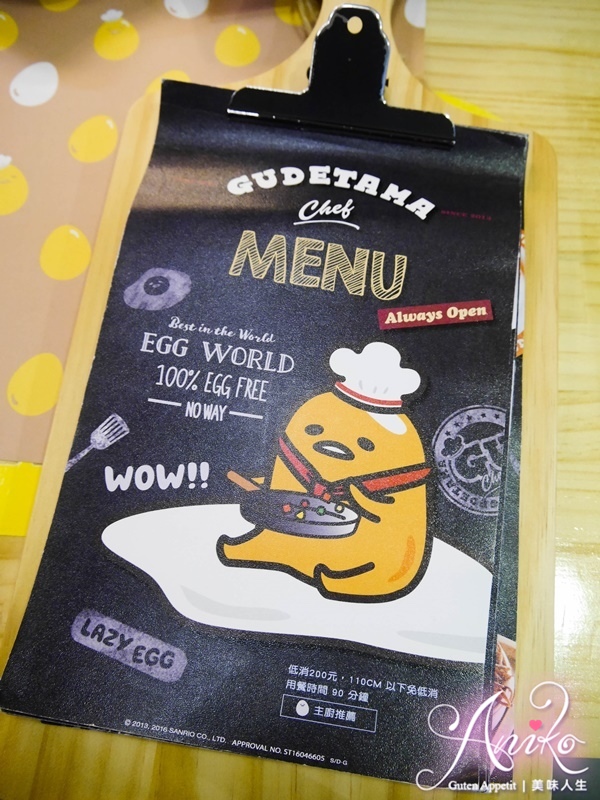 GUDETAMA
Chef
SINCE 2013
MENU
Always Open
Best in the World
EGG WORLD
100% EGG FREE
NO WAY
WOW!!
LAZY EGG
低消200元，110CM 以下免低消
用餐時間 90 分鐘
主廚推薦
© 2013, 2016 SANRIO CO., LTD. APPROVAL NO. ST16046605 S/D-G
Aniko
Guten Appetit | 美味人生